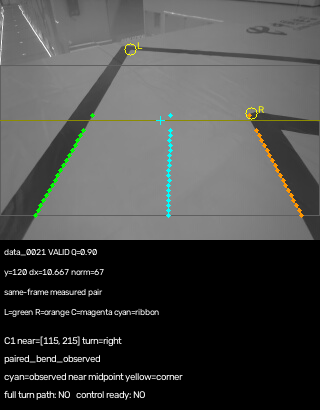 L
R
data_0021 VALID Q=0.90
y=120 dx=10.667 norm=67
same-frame measured pair
L=green R=orange C=magenta cyan=ribbon
C1 near=[115, 215] turn=right
paired_bend_observed
cyan=observed near midpoint yellow=corner
full turn path: NO control ready: NO